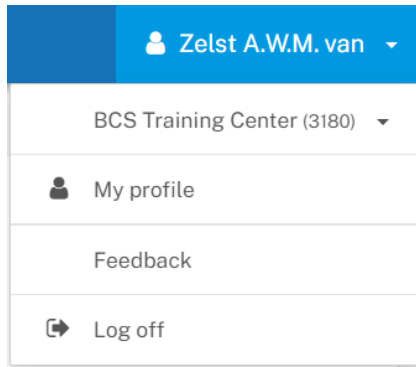 Zelst A.W.M. van
BCS Training Center (3180)
My profile
Feedback
Log off